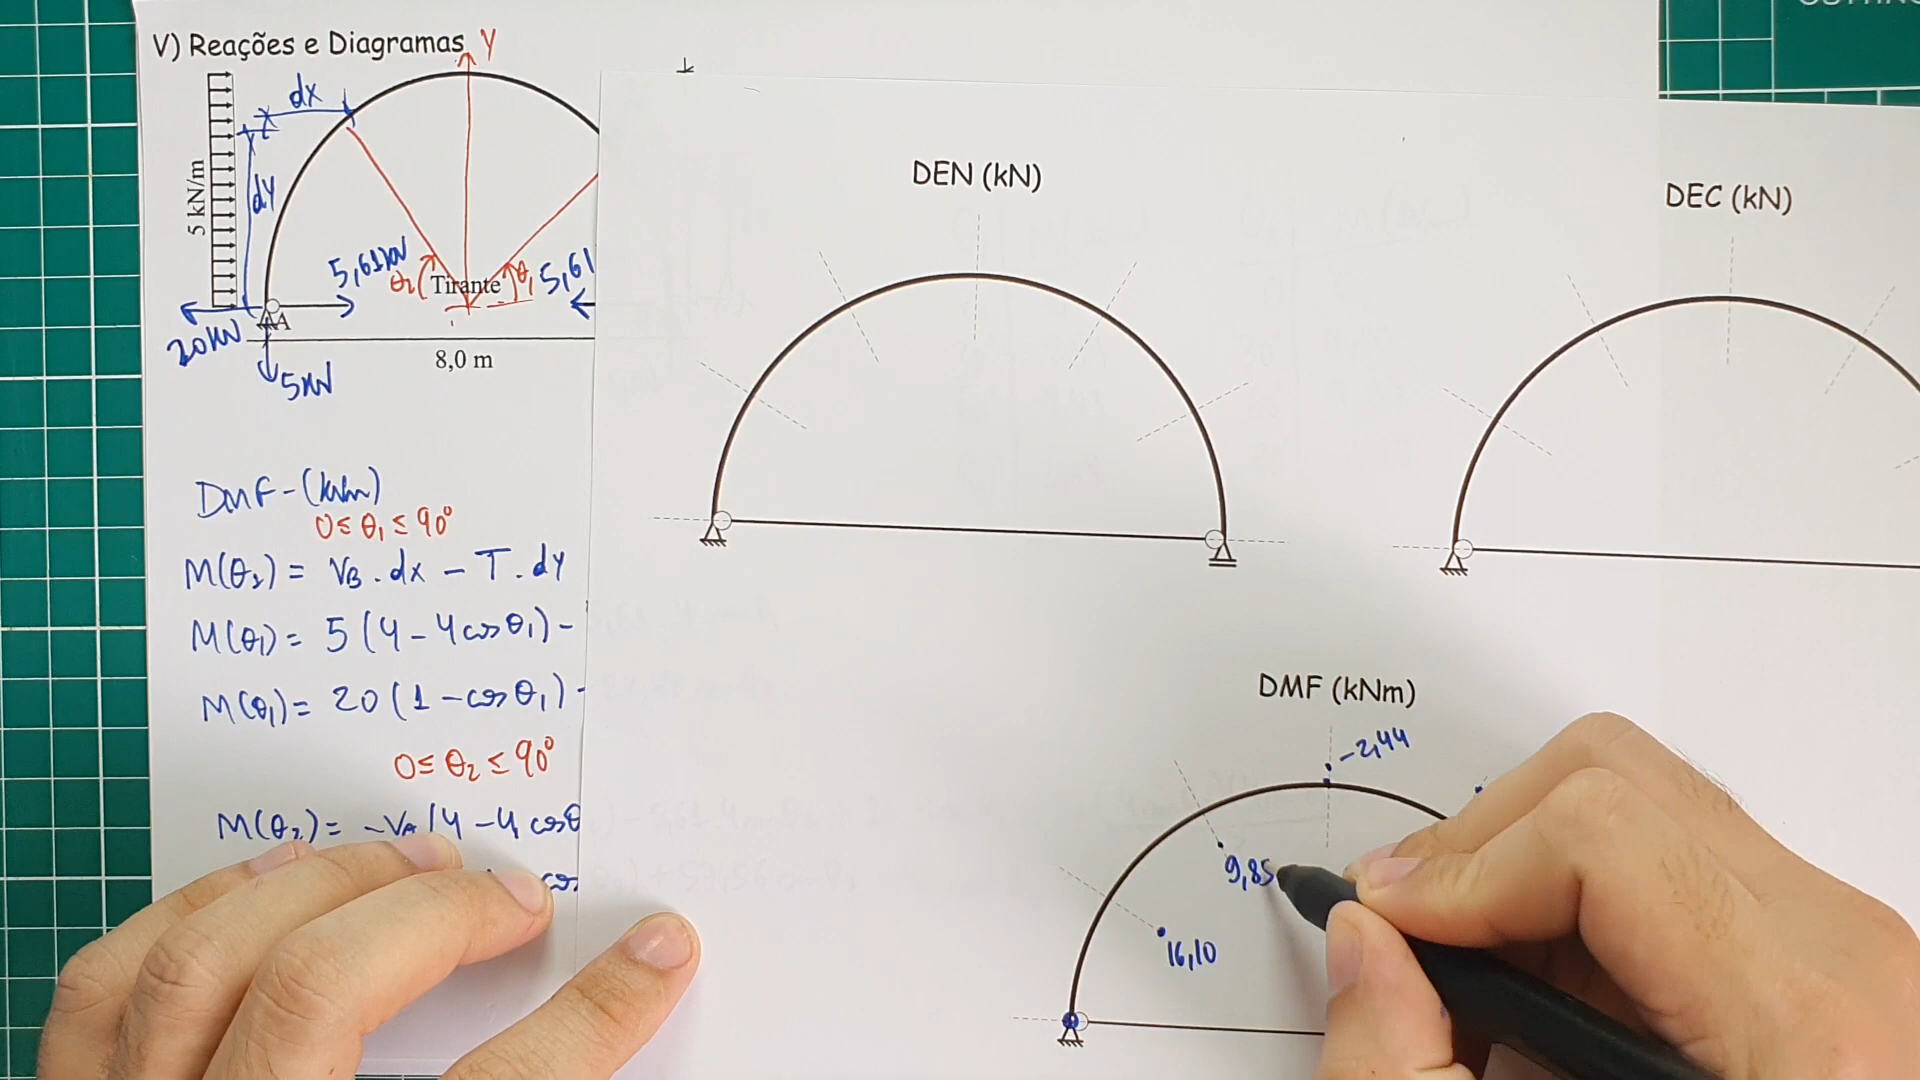 V) Reações e Diagramas
Y
dx
5 kN/m
dy
5,61kN
θ₂
Tirante
θ₁
5,61
A
20KN
8,0 m
5KN
DMF-(kNm)
0≤ θ₁ ≤ 90°
M(θ₁) = VB . dx - T . dy
M(θ₁) = 5 (4 - 4cosθ₁) -
M(θ₁) = 20 (1 - cosθ₁) -
0≤ θ₂ ≤ 90°
M(θ₂) = -VA (4 - 4 cosθ
cos
DEN (kN)
DEC (kN)
DMF (kNm)
-2,44
9,85
16,10